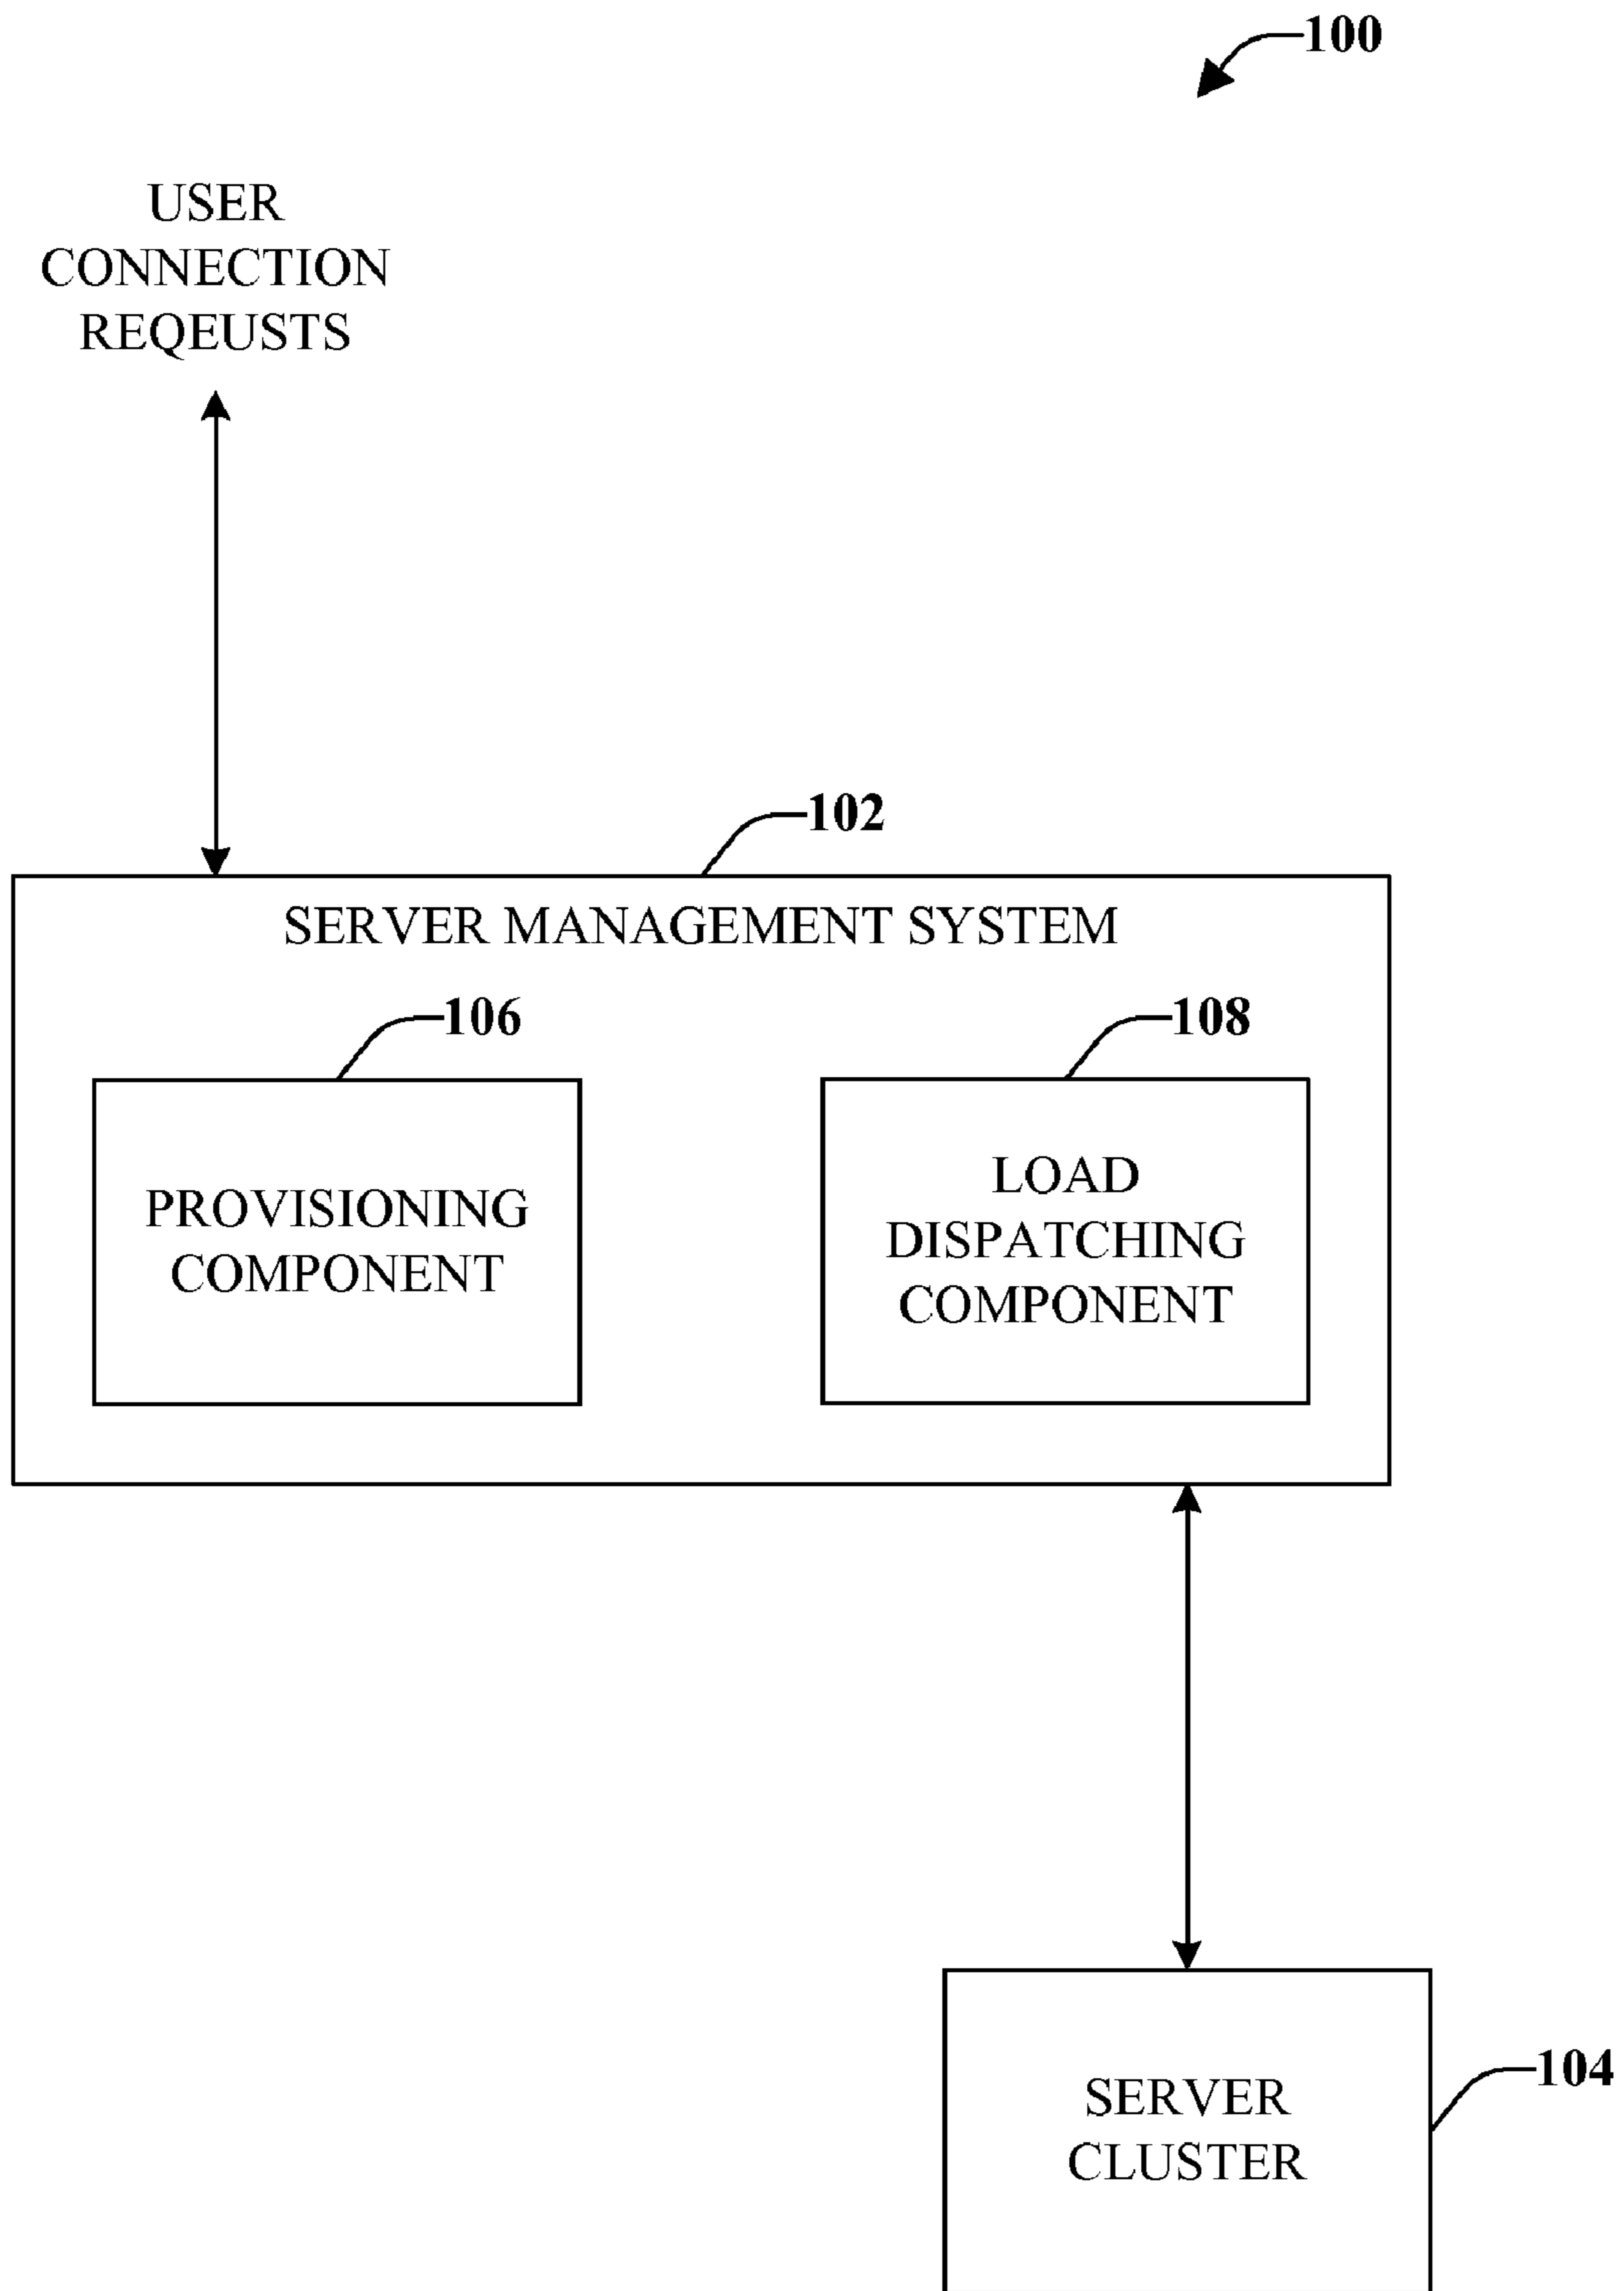 100
USER
CONNECTION
REQEUSTS
102
SERVER MANAGEMENT SYSTEM
106
108
PROVISIONING
COMPONENT
LOAD
DISPATCHING
COMPONENT
104
SERVER
CLUSTER